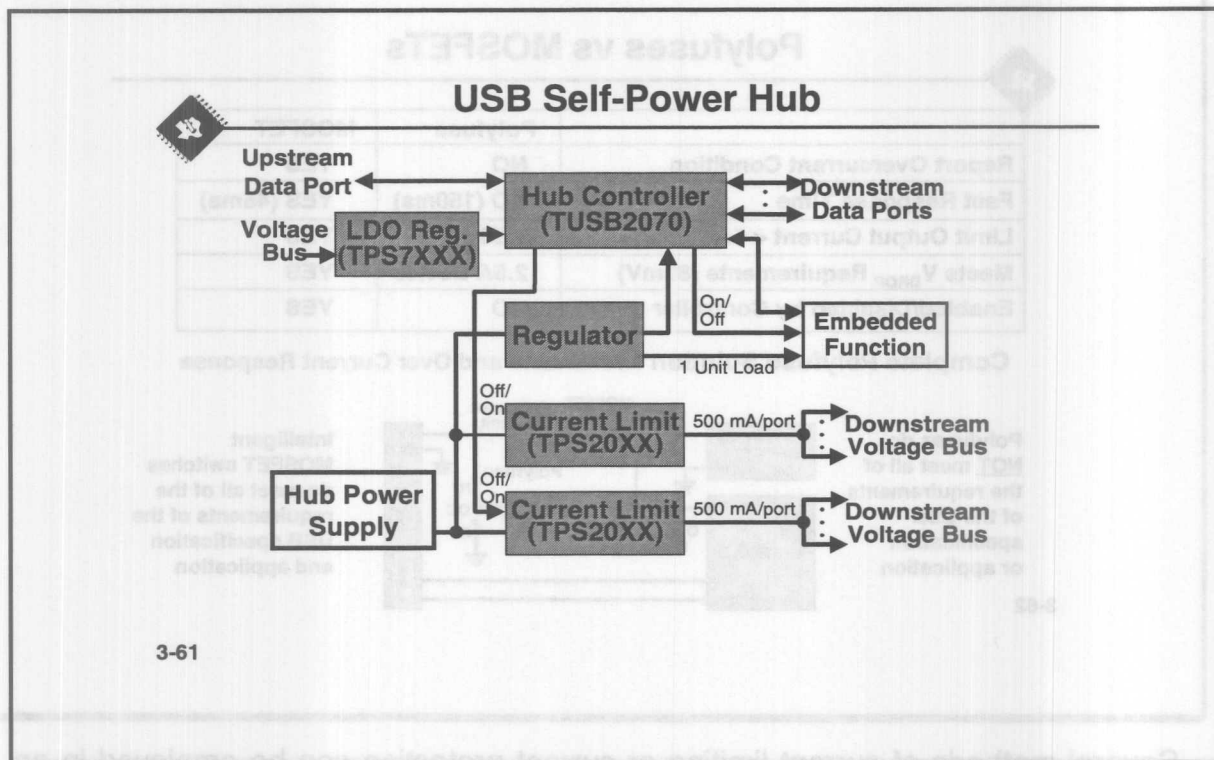 USB Self-Power Hub
Upstream
Data Port
Hub Controller
(TUSB2070)
Downstream
Data Ports
Voltage
Bus
LDO Reg.
(TPS7XXX)
On/
Off
Regulator
Embedded
Function
1 Unit Load
Off/
On
Current Limit
(TPS20XX)
500 mA/port
Downstream
Voltage Bus
Hub Power
Supply
Off/
On
Current Limit
(TPS20XX)
500 mA/port
Downstream
Voltage Bus
3-61